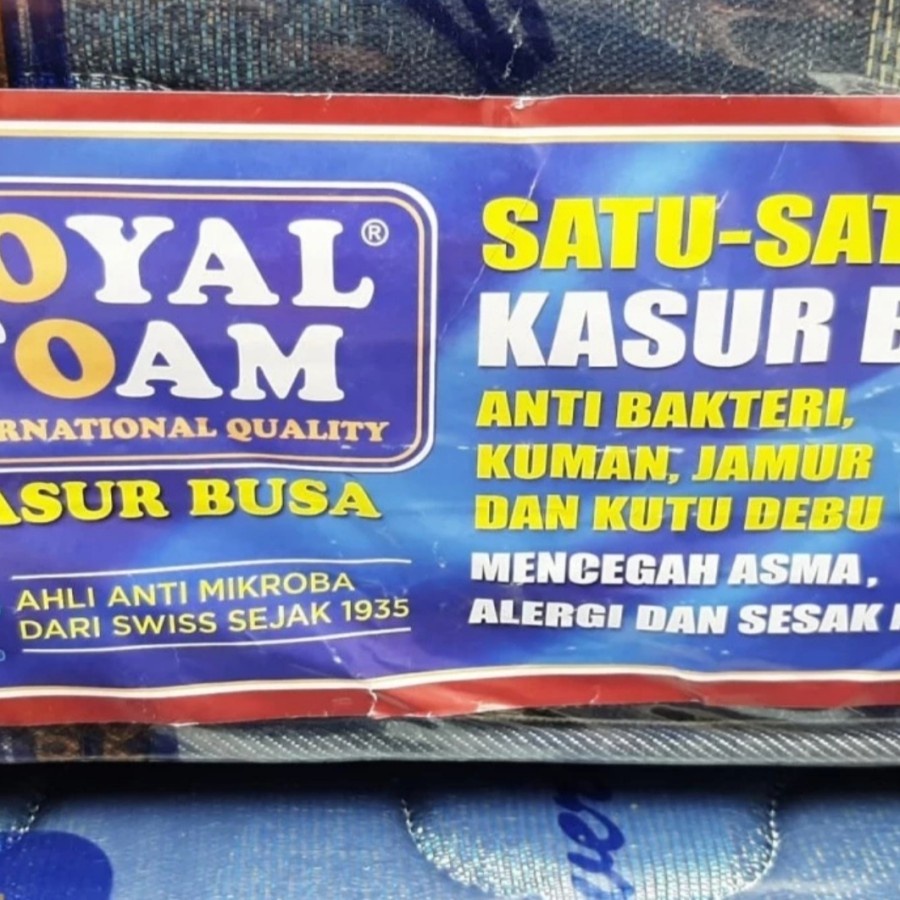 OYAL®
OAM
RNATIONAL QUALITY
ASUR BUSA
AHLI ANTI MIKROBA
DARI SWISS SEJAK 1935
SATU-SAT
KASUR B
ANTI BAKTERI,
KUMAN, JAMUR
DAN KUTU DEBU
MENCEGAH ASMA,
ALERGI DAN SESAK